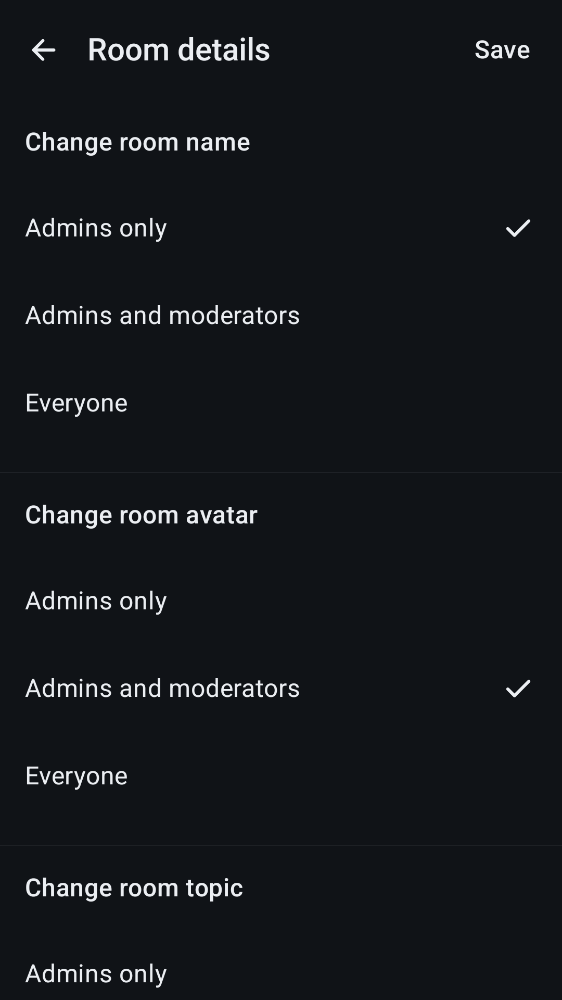 Room details
Save
Change room name
Admins only
Admins and moderators
Everyone
Change room avatar
Admins only
Admins and moderators
Everyone
Change room topic
Admins only